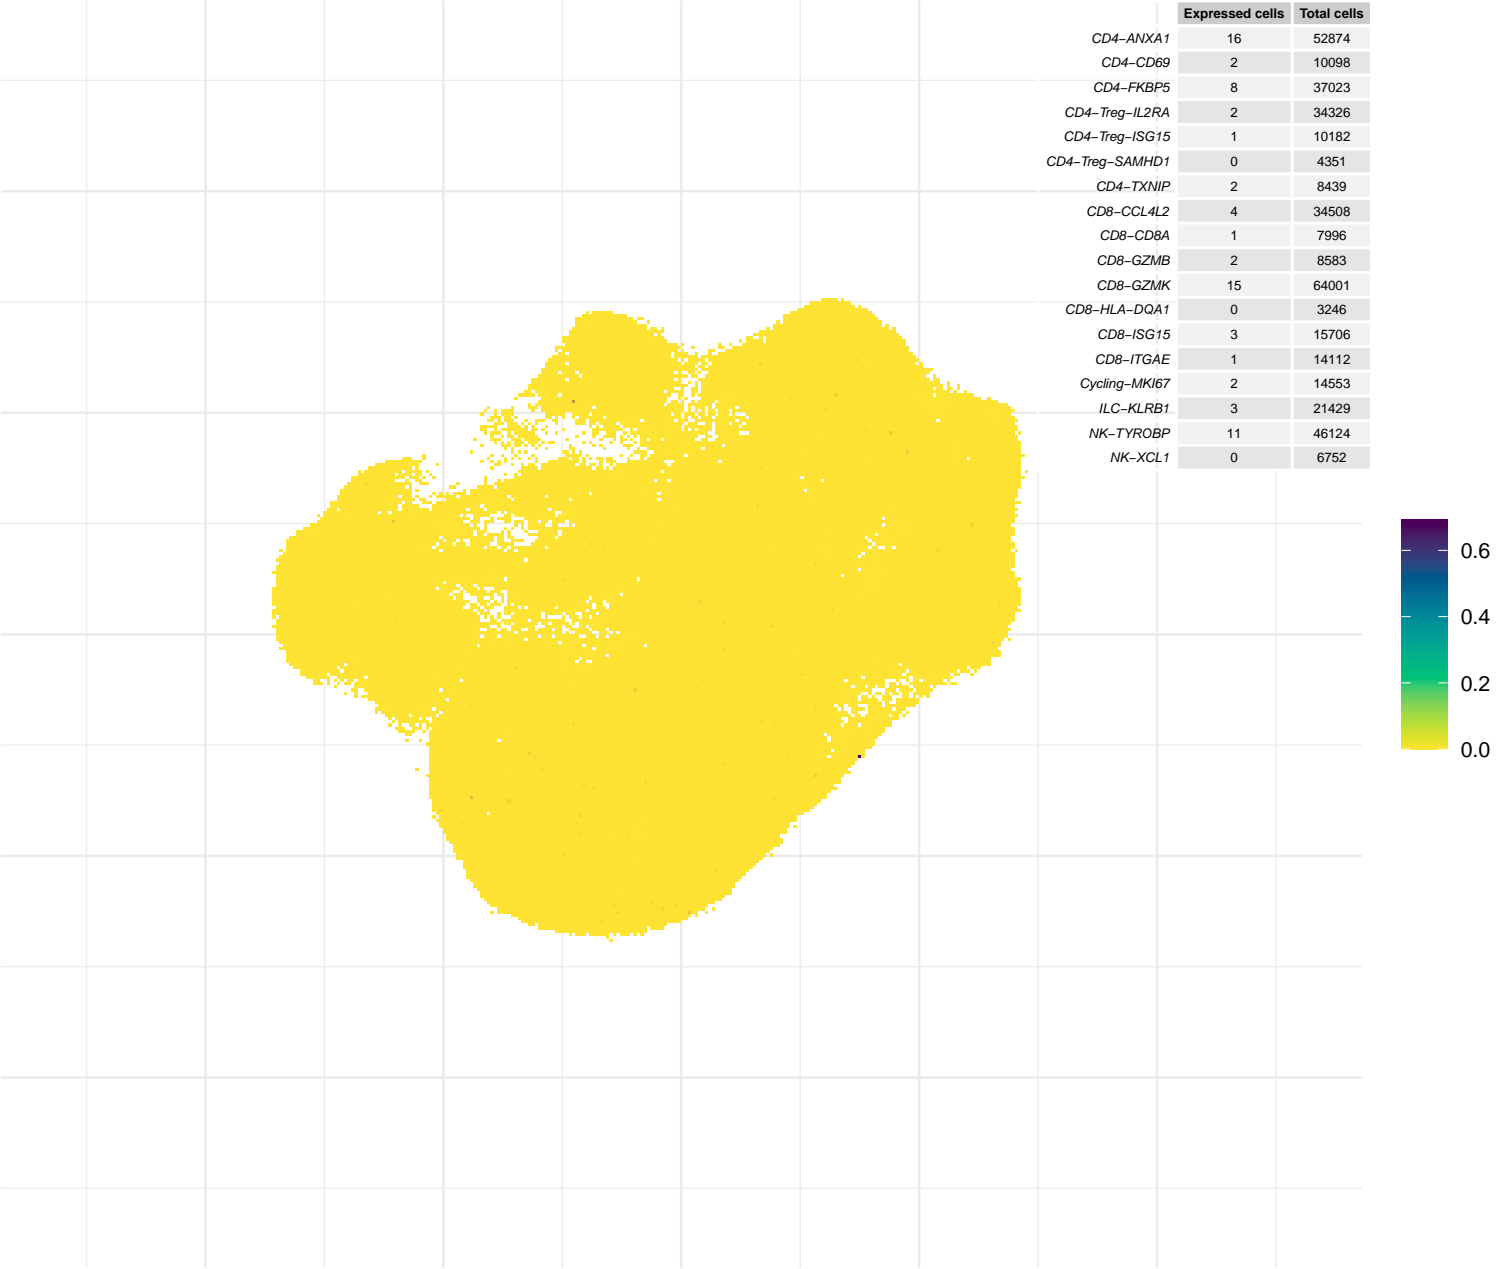 Expressed cells Total cells
CD4−ANXA1 16 52874
CD4−CD69 2 10098
CD4−FKBP5 8 37023
CD4−Treg−IL2RA 2 34326
CD4−Treg−ISG15 1 10182
CD4−Treg−SAMHD1 0 4351
CD4−TXNIP 2 8439
CD8−CCL4L2 4 34508
CD8−CD8A 1 7996
CD8−GZMB 2 8583
CD8−GZMK 15 64001
CD8−HLA−DQA1 0 3246
CD8−ISG15 3 15706
CD8−ITGAE 1 14112
Cycling−MKI67 2 14553
ILC−KLRB1 3 21429
NK−TYROBP 11 46124
NK−XCL1 0 6752
0.6
0.4
0.2
0.0